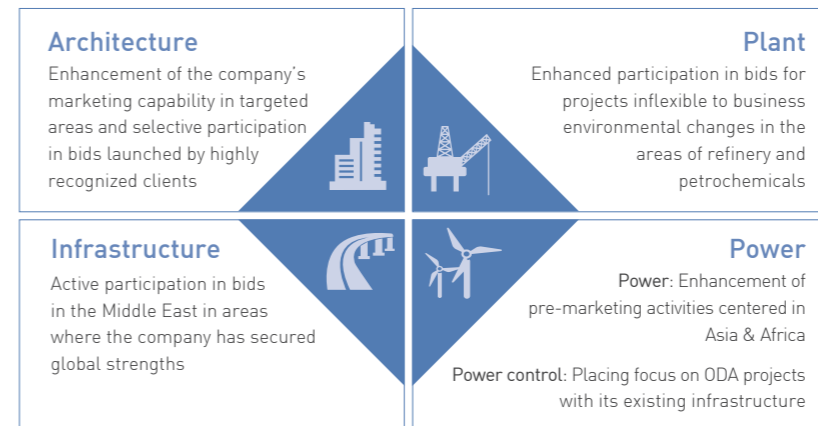 Architecture
Enhancement of the company's
marketing capability in targeted
areas and selective participation
in bids launched by highly
recognized clients
Plant
Enhanced participation in bids for
projects inflexible to business
environmental changes in the
areas of refinery and
petrochemicals
Infrastructure
Active participation in bids
in the Middle East in areas
where the company has secured
global strengths
Power
Power: Enhancement of
pre-marketing activities centered in
Asia & Africa
Power control: Placing focus on ODA projects
with its existing infrastructure